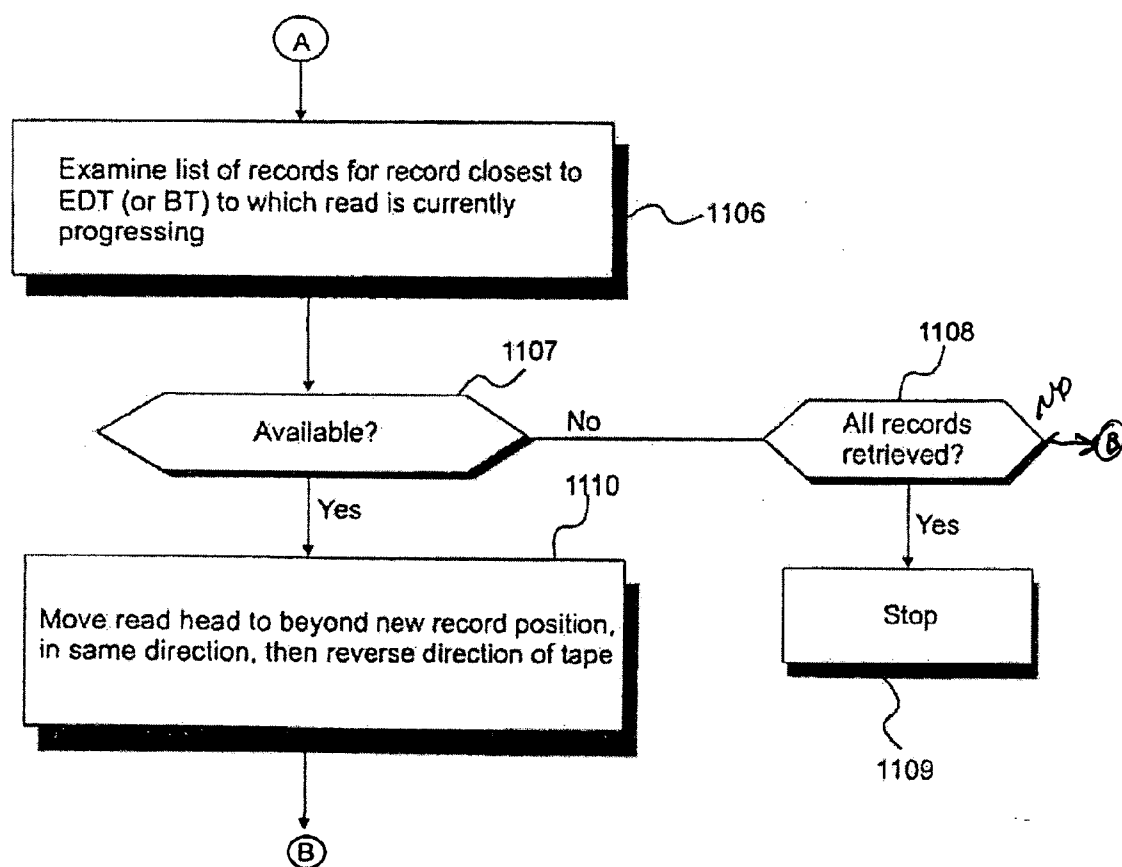 A
Examine list of records for record closest to
EDT (or BT) to which read is currently
progressing
1106
1107
Available?
No
1108
All records
retrieved?
NO
B
Yes
1110
Yes
Move read head to beyond new record position,
in same direction, then reverse direction of tape
Stop
1109
B